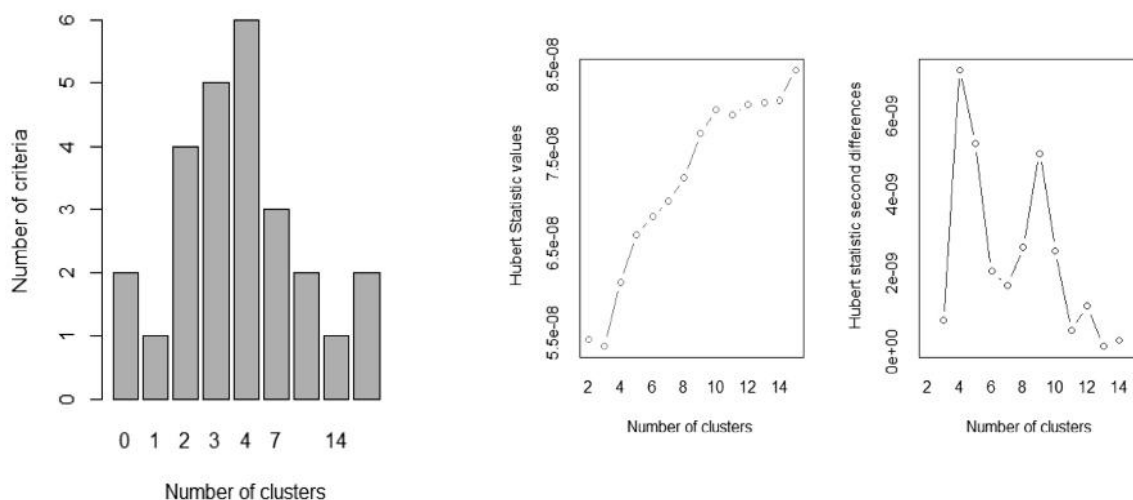 Number of criteria
6
5
4
3
2
1
0
0 1 2 3 4 7 14
Number of clusters
Hubert Statistic values
8.5e-08
7.5e-08
6.5e-08
5.5e-08
2 4 6 8 10 12 14
Number of clusters
Hubert statistic second differences
6e-09
4e-09
2e-09
0e+00
2 4 6 8 10 12 14
Number of clusters